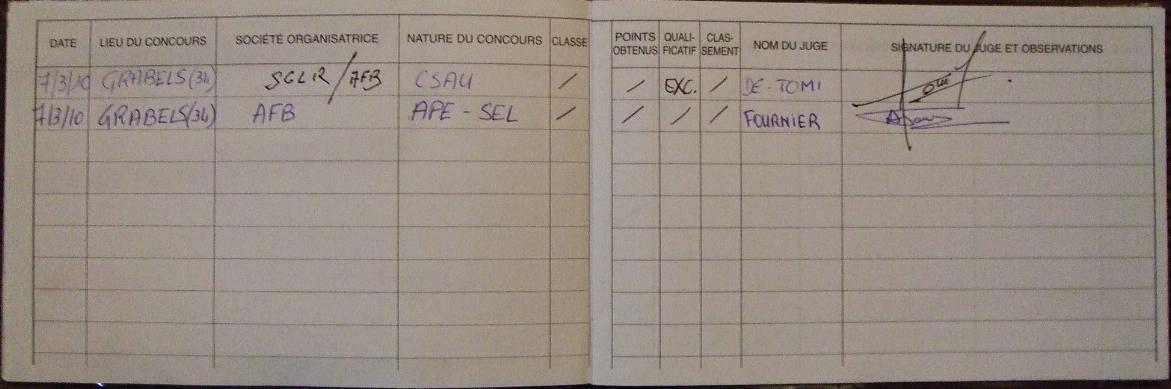 DATE LIEU DU CONCOURS SOCIÉTÉ ORGANISATRICE NATURE DU CONCOURS CLASSE POINTS OBTENUS QUALI-FICATIF CLAS-SEMENT NOM DU JUGE SIGNATURE DU JUGE ET OBSERVATIONS
7/3/10 GRABELS(34) SCLR/AFB CSAU / / EXC. / DE-TOMI
7/3/10 GRABELS(34) AFB APE - SEL / / / / FOURNIER